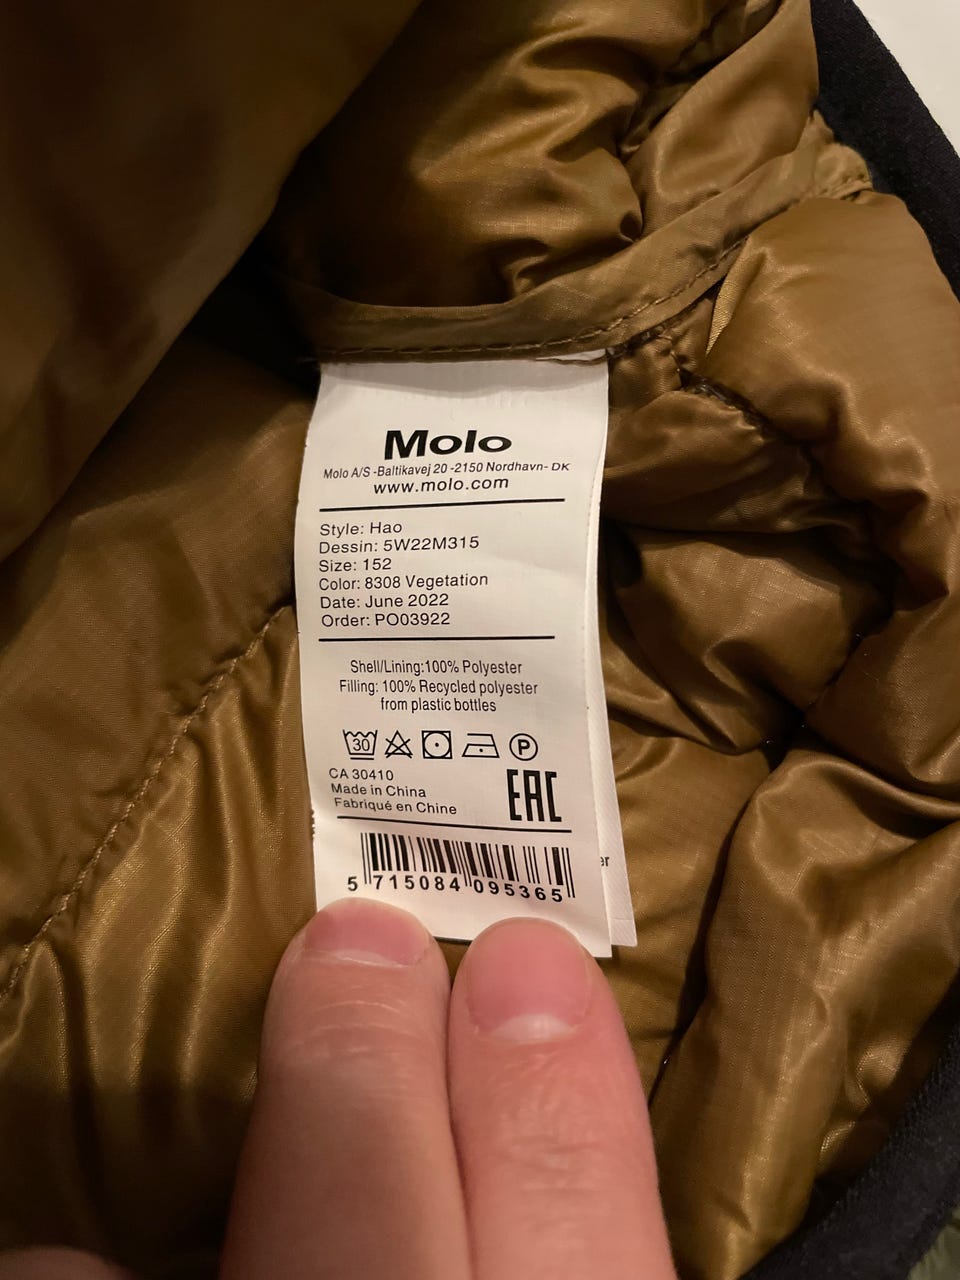 Molo
Molo A/S -Baltikavej 20 -2150 Nordhavn- DK
www.molo.com
Style: Hao
Dessin: 5W22M315
Size: 152
Color: 8308 Vegetation
Date: June 2022
Order: PO03922
Shell/Lining:100% Polyester
Filling: 100% Recycled polyester
from plastic bottles
30 P
CA 30410
Made in China
Fabriqué en Chine
EAC
er
5 715084 095365